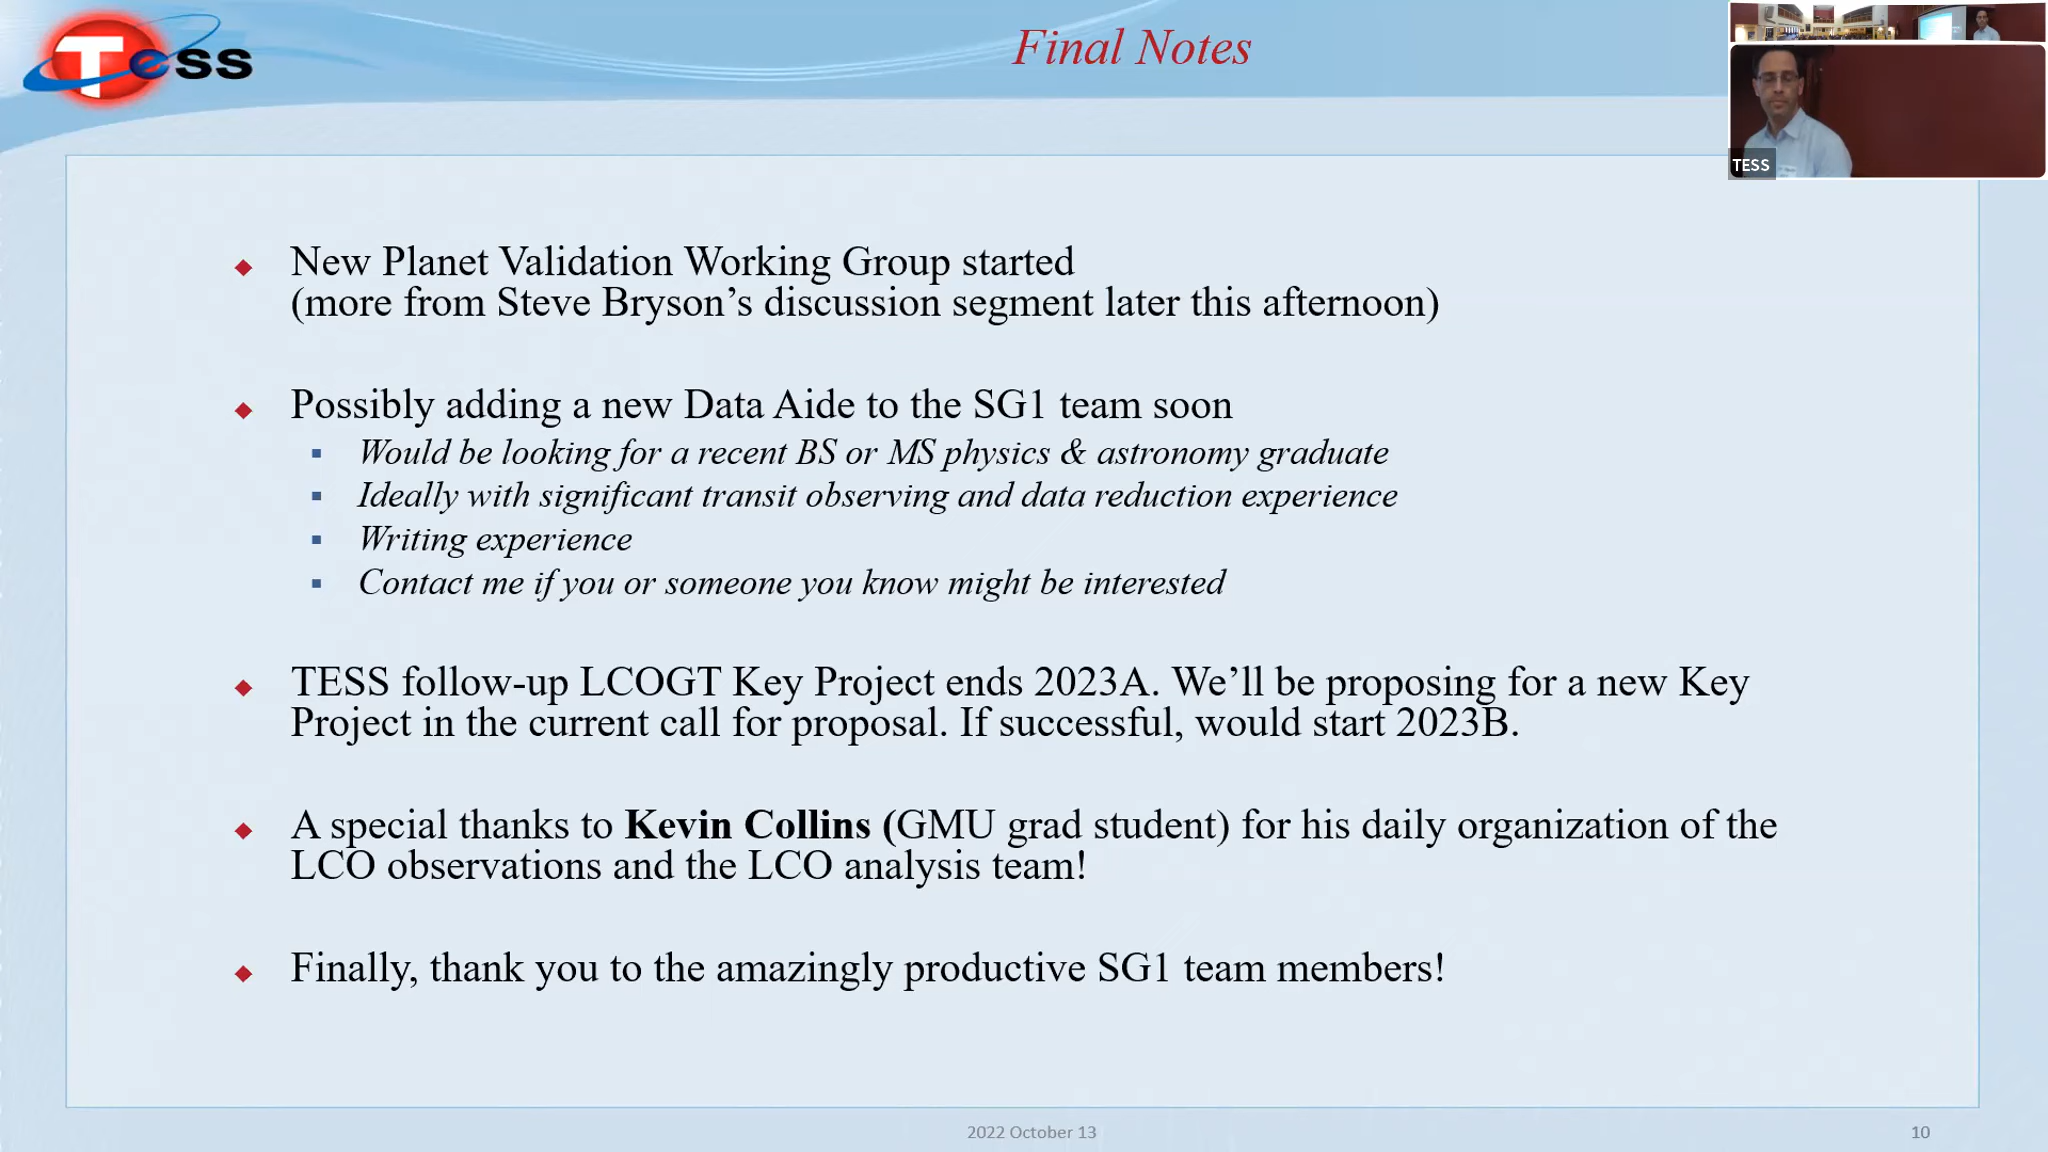 Tess
Final Notes
TESS
◆ New Planet Validation Working Group started
(more from Steve Bryson’s discussion segment later this afternoon)
◆ Possibly adding a new Data Aide to the SG1 team soon
▪ Would be looking for a recent BS or MS physics & astronomy graduate
▪ Ideally with significant transit observing and data reduction experience
▪ Writing experience
▪ Contact me if you or someone you know might be interested
◆ TESS follow-up LCOGT Key Project ends 2023A. We’ll be proposing for a new Key
Project in the current call for proposal. If successful, would start 2023B.
◆ A special thanks to Kevin Collins (GMU grad student) for his daily organization of the
LCO observations and the LCO analysis team!
◆ Finally, thank you to the amazingly productive SG1 team members!
2022 October 13
10